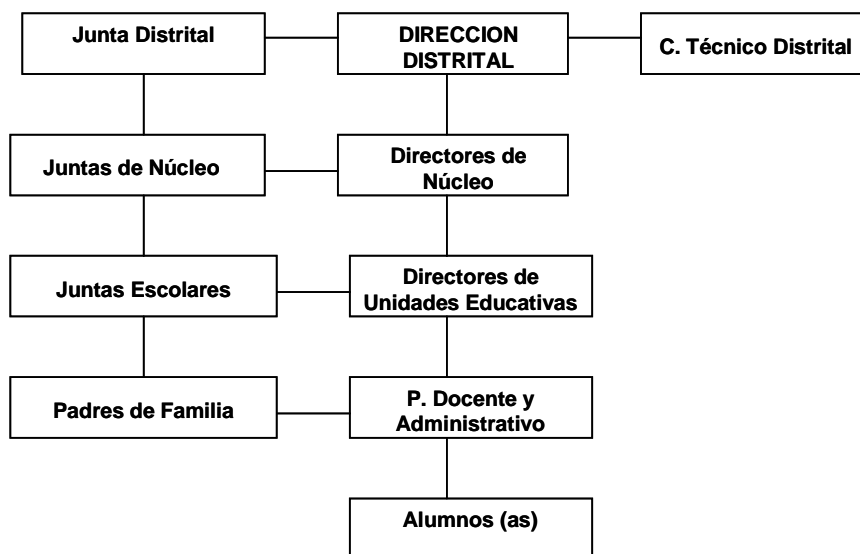 Junta Distrital
DIRECCION
DISTRITAL
C. Técnico Distrital
Juntas de Núcleo
Directores de
Núcleo
Juntas Escolares
Directores de
Unidades Educativas
Padres de Familia
P. Docente y
Administrativo
Alumnos (as)